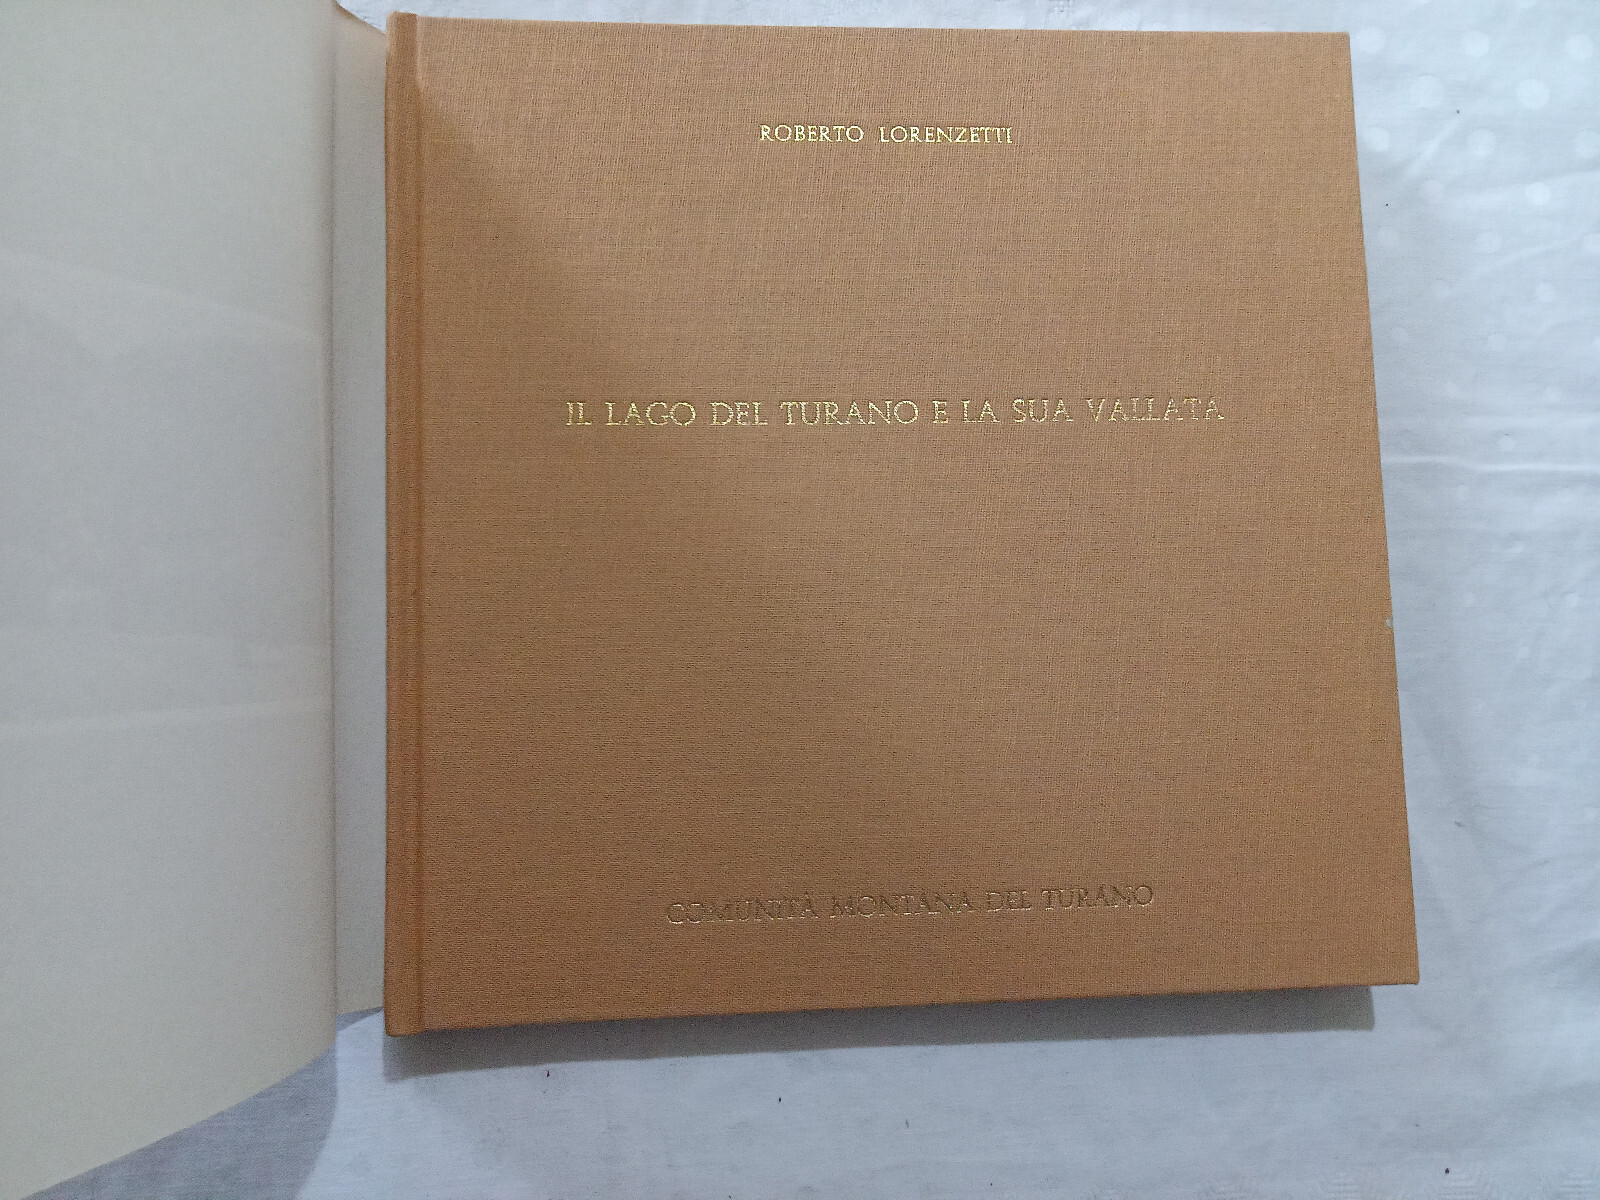 ROBERTO LORENZETTI
IL LAGO DEL TURANO E LA SUA VALLATA
COMUNITÀ MONTANA DEL TURANO